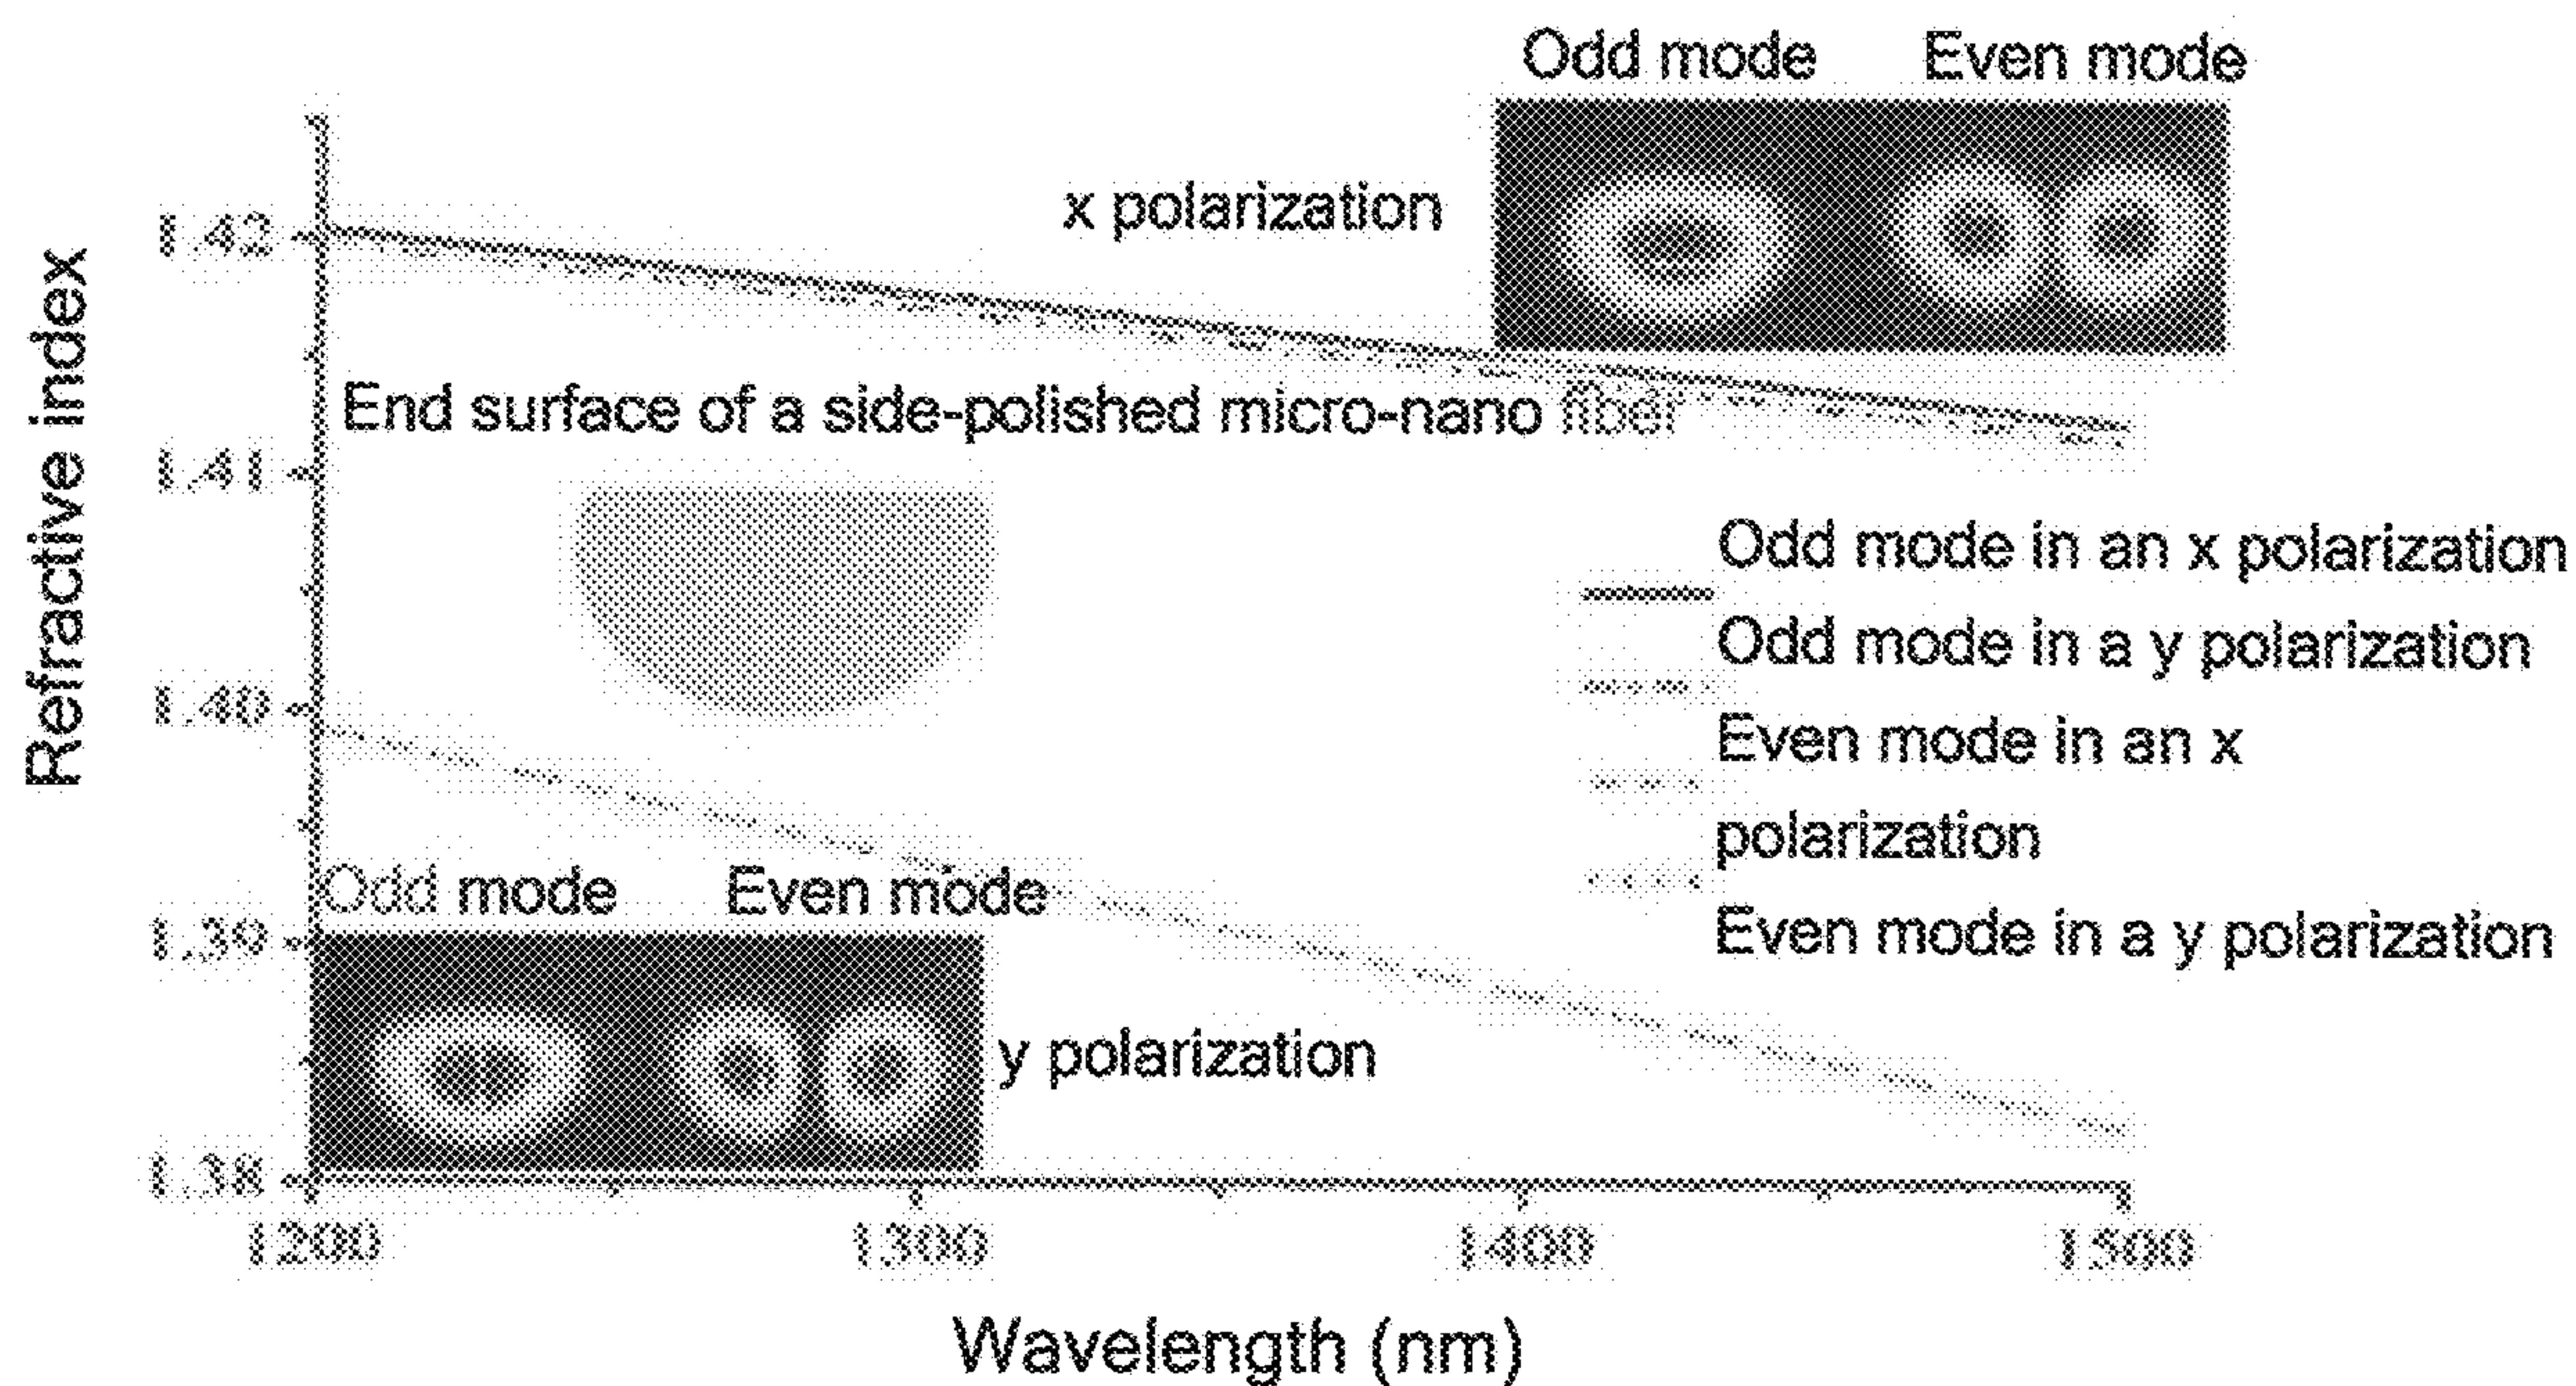 Odd mode Even mode
x polarization
1.42
End surface of a side-polished micro-nano fiber
1.41
Refractive index
Odd mode in an x polarization
Odd mode in a y polarization
1.40
Even mode in an x
polarization
Odd mode Even mode
Even mode in a y polarization
1.39
y polarization
1.38
1200 1300 1400 1500
Wavelength (nm)